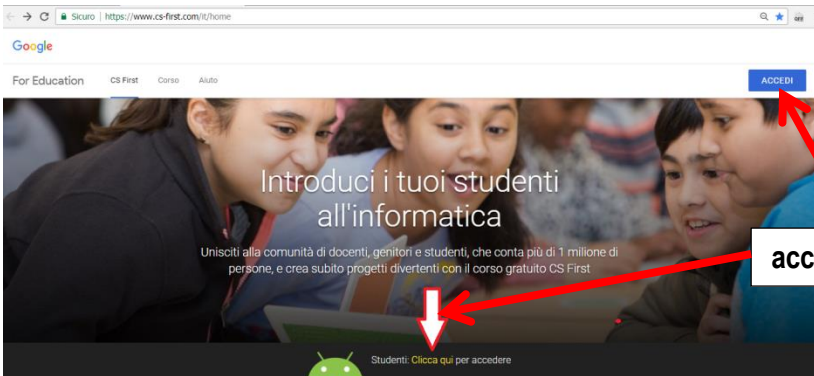 Sicuro | https://www.cs-first.com/it/home
Google
For Education CS First Corso Aiuto ACCEDI
Introduci i tuoi studenti
all'informatica
Unisciti alla comunità di docenti, genitori e studenti, che conta più di 1 milione di
persone, e crea subito progetti divertenti con il corso gratuito CS First
acc
Studenti: Clicca qui per accedere